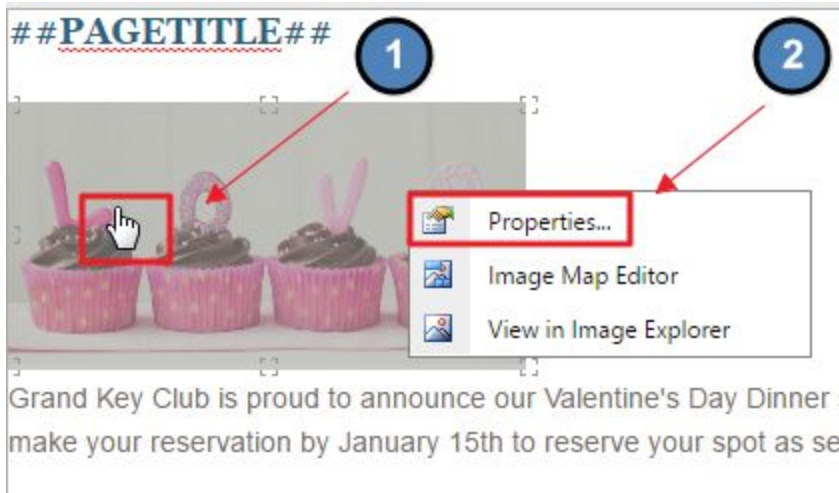 ##PAGETITLE##
1
2
Properties...
Image Map Editor
View in Image Explorer
Grand Key Club is proud to announce our Valentine's Day Dinner
make your reservation by January 15th to reserve your spot as se